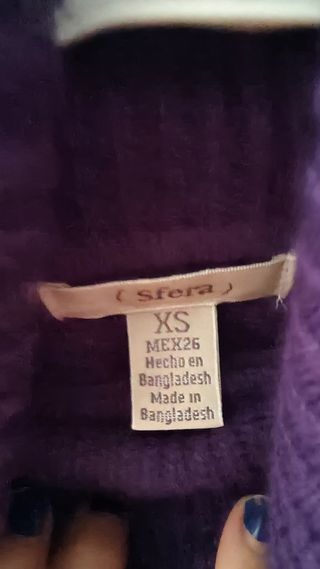 ( Sfera )
XS
MEX26
Hecho en
Bangladesh
Made in
Bangladesh